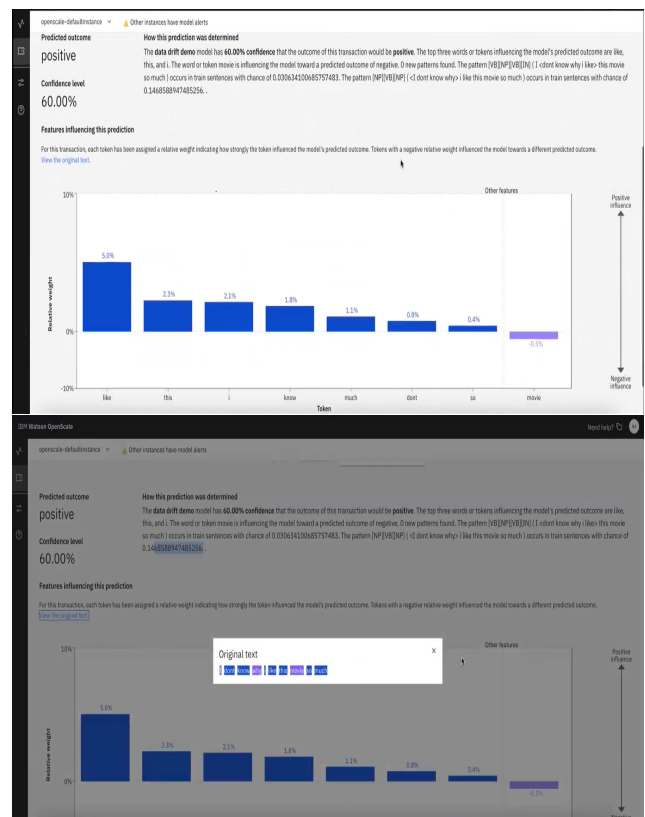 openscale-defaultinstance
Other instances have model alerts
Predicted outcome
positive
Confidence level
60.00%
How this prediction was determined
The data drift demo model has 60.00% confidence that the outcome of this transaction would be positive. The top three words or tokens influencing the model's predicted outcome are like,
this, and i. The word or token movie is influencing the model toward a predicted outcome of negative. 0 new patterns found. The pattern [VB][NP][VB][IN] ( I <dont know why i like> this movie
so much ) occurs in train sentences with chance of 0.030634100685757483. The pattern [NP][VB][NP] ( <I dont know why> i like this movie so much ) occurs in train sentences with chance of
0.1468588947485256. .
Features influencing this prediction
For this transaction, each token has been assigned a relative weight indicating how strongly the token influenced the model's predicted outcome. Tokens with a negative relative weight influenced the model towards a different predicted outcome.
View the original text.
Other features
Positive
influence
10%
5.0%
2.3%
2.1%
1.8%
1.1%
0.8%
0.4%
-0.5%
0%
-10%
Relative weight
Negative
influence
like
this
i
know
much
dont
so
movie
Token
IBM Watson OpenScale
Need help?
openscale-defaultinstance
Other instances have model alerts
Predicted outcome
positive
Confidence level
60.00%
How this prediction was determined
The data drift demo model has 60.00% confidence that the outcome of this transaction would be positive. The top three words or tokens influencing the model's predicted outcome are like,
this, and i. The word or token movie is influencing the model toward a predicted outcome of negative. 0 new patterns found. The pattern [VB][NP][VB][IN] ( I <dont know why i like> this movie
so much ) occurs in train sentences with chance of 0.030634100685757483. The pattern [NP][VB][NP] ( <I dont know why> i like this movie so much ) occurs in train sentences with chance of
0.1468588947485256. .
Features influencing this prediction
For this transaction, each token has been assigned a relative weight indicating how strongly the token influenced the model's predicted outcome. Tokens with a negative relative weight influenced the model towards a different predicted outcome.
View the original text.
Original text
X
I dont know why i like this movie so much
Other features
Positive
influence
10%
5.0%
2.3%
2.1%
1.8%
1.1%
0.8%
0.4%
-0.5%
0%
Relative weight